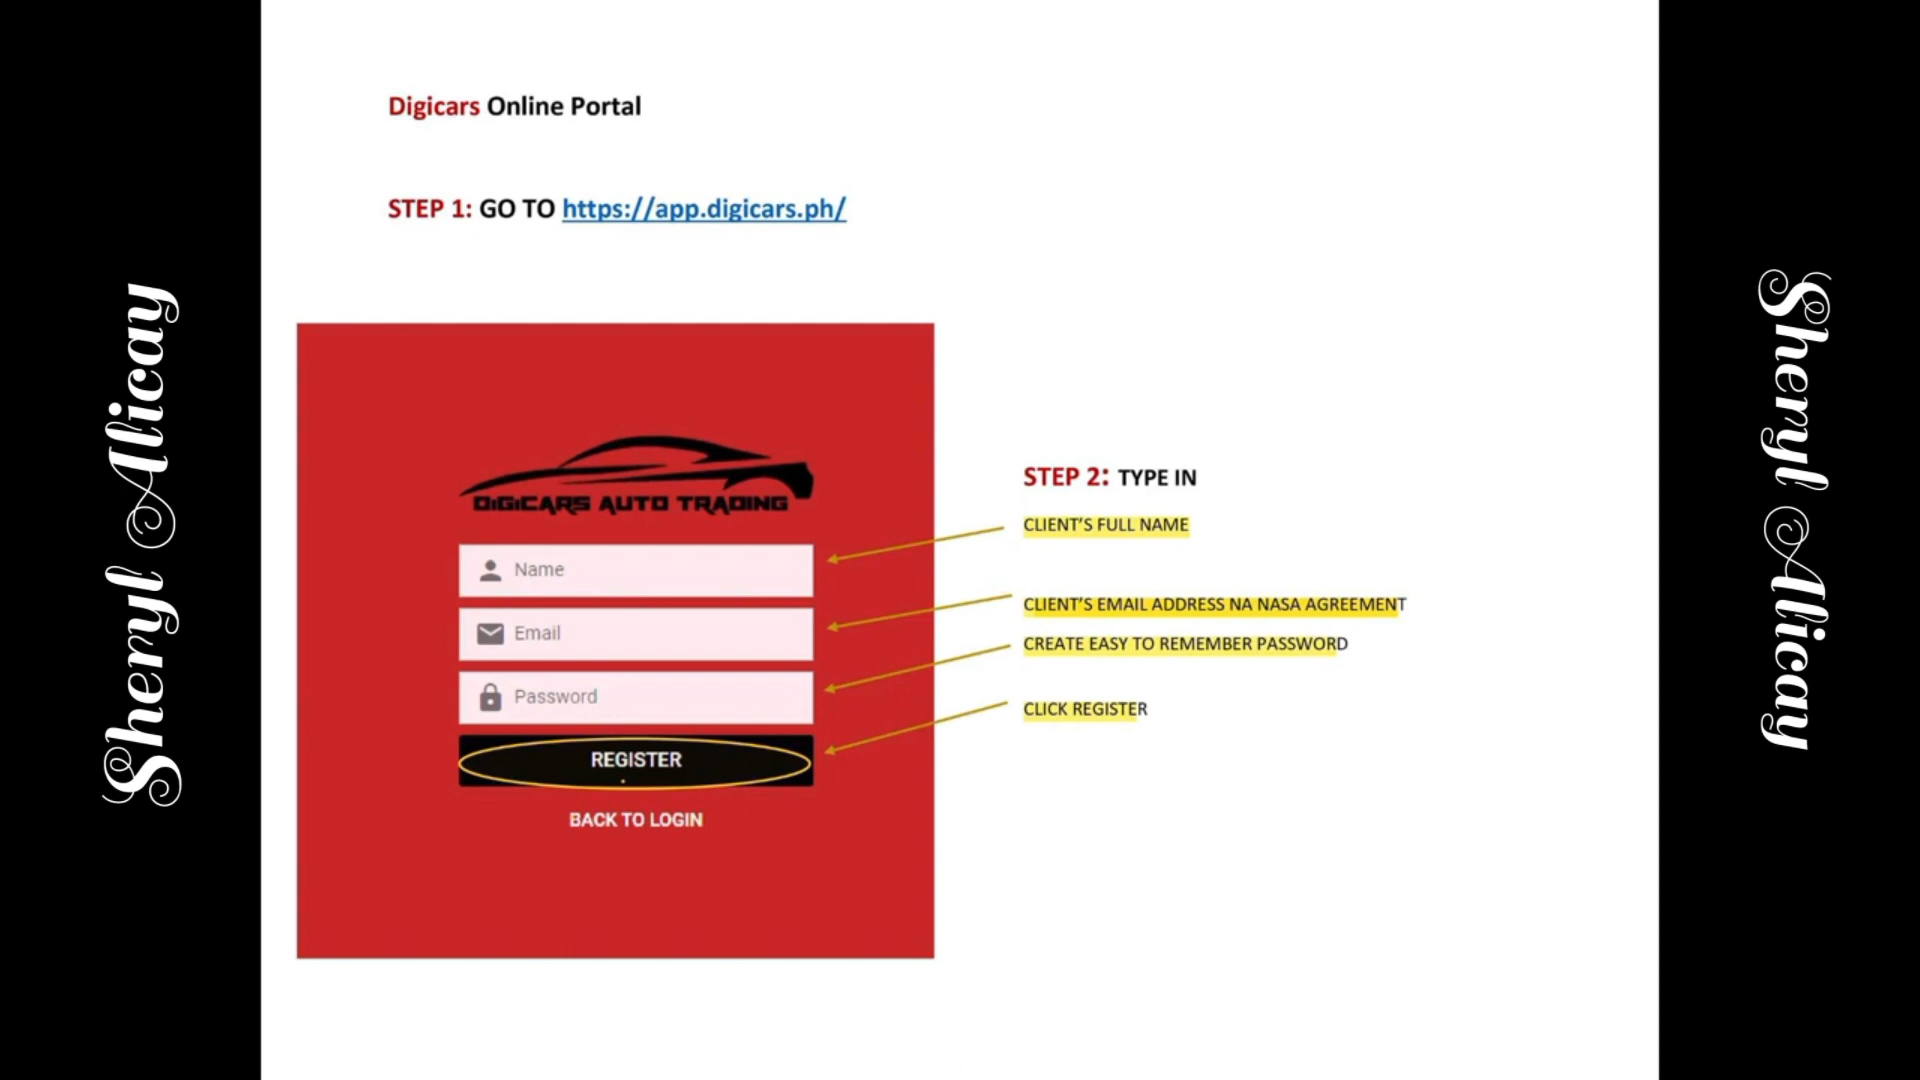 Sheryl Alicay
Digicars Online Portal
STEP 1: GO TO https://app.digicars.ph/
DIGICARS AUTO TRADING
Name
Email
Password
REGISTER
BACK TO LOGIN
STEP 2: TYPE IN
CLIENT'S FULL NAME
CLIENT'S EMAIL ADDRESS NA NASA AGREEMENT
CREATE EASY TO REMEMBER PASSWORD
CLICK REGISTER
Sheryl Alicay